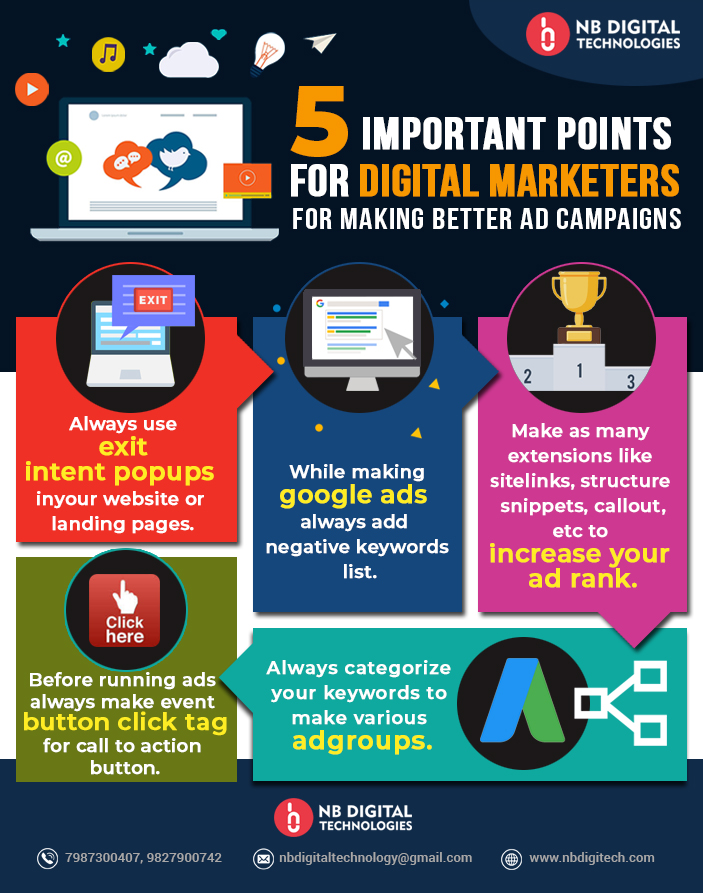 NB DIGITAL
TECHNOLOGIES
5 IMPORTANT POINTS
FOR DIGITAL MARKETERS
FOR MAKING BETTER AD CAMPAIGNS
@
EXIT
Always use
exit
intent popups
inyour website or
landing pages.
G
While making
google ads
always add
negative keywords
list.
2
1
3
Make as many
extensions like
sitelinks, structure
snippets, callout,
etc to
increase your
ad rank.
Always categorize
your keywords to
make various
adgroups.
Click
here
Before running ads
always make event
button click tag
for call to action
button.
NB DIGITAL
TECHNOLOGIES
7987300407, 9827900742
nbdigitaltechnology@gmail.com
www.nbdigitech.com